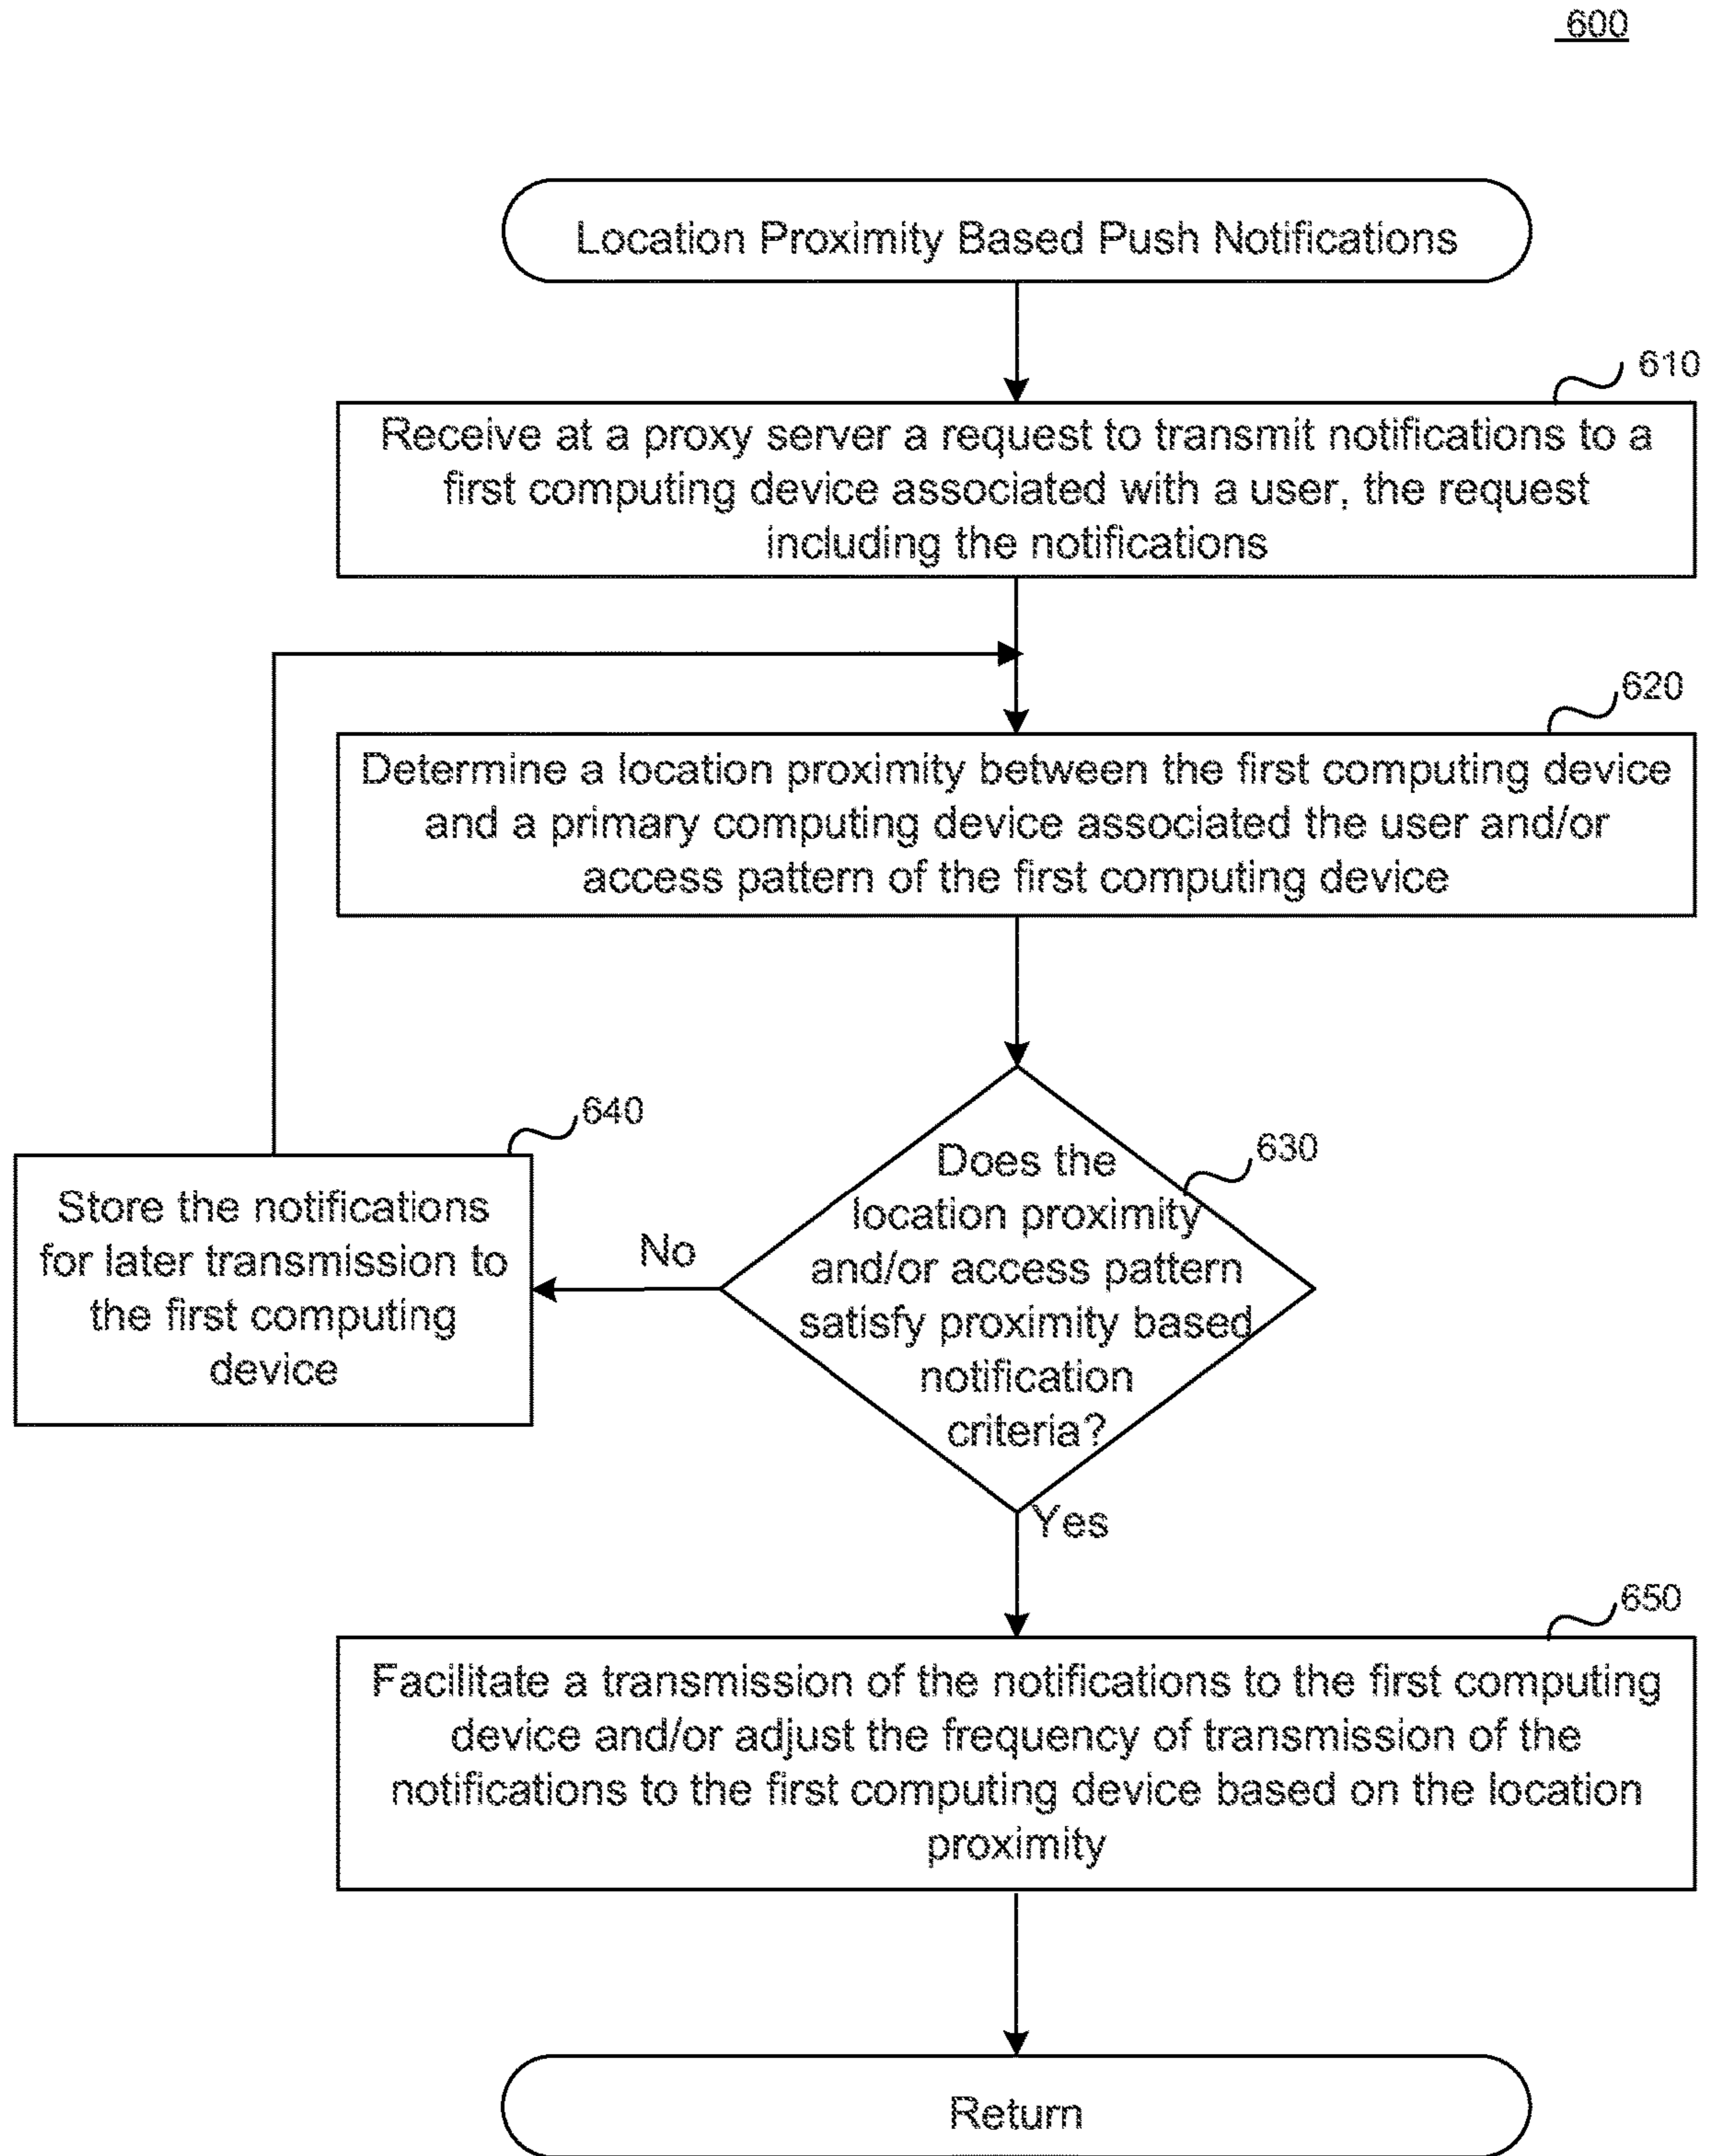 600
Location Proximity Based Push Notifications
610
Receive at a proxy server a request to transmit notifications to a
first computing device associated with a user, the request
including the notifications
620
Determine a location proximity between the first computing device
and a primary computing device associated the user and/or
access pattern of the first computing device
640
Store the notifications
for later transmission to
the first computing
device
No
630
Does the
location proximity
and/or access pattern
satisfy proximity based
notification
criteria?
Yes
650
Facilitate a transmission of the notifications to the first computing
device and/or adjust the frequency of transmission of the
notifications to the first computing device based on the location
proximity
Return